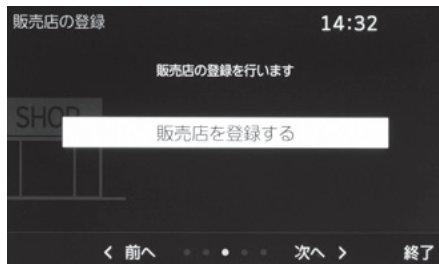 販売店の登録
14:32
販売店の登録を行います
SHOP
販売店を登録する
< 前へ
次へ >
終了